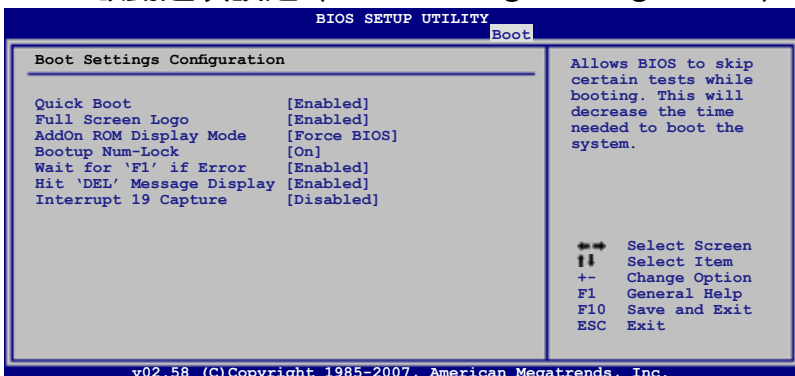 BIOS SETUP UTILITY
Boot
Boot Settings Configuration
Quick Boot [Enabled]
Full Screen Logo [Enabled]
AddOn ROM Display Mode [Force BIOS]
Bootup Num-Lock [On]
Wait for ‘F1’ if Error [Enabled]
Hit ‘DEL’ Message Display [Enabled]
Interrupt 19 Capture [Disabled]
Allows BIOS to skip
certain tests while
booting. This will
decrease the time
needed to boot the
system.
Select Screen
Select Item
+- Change Option
F1 General Help
F10 Save and Exit
ESC Exit
v02.58 (C)Copyright 1985-2007, American Megatrends, Inc.